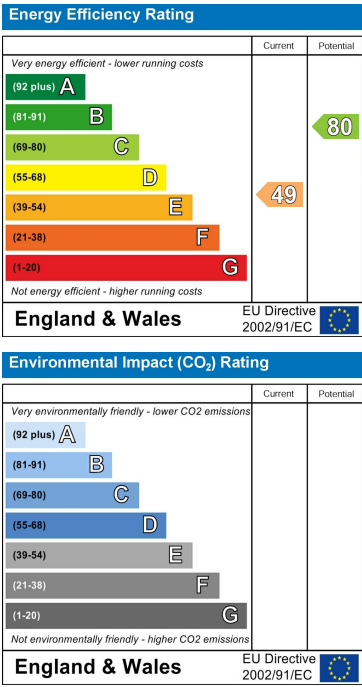 Energy Efficiency Rating
Current Potential
Very energy efficient - lower running costs
(92 plus) A
(81-91) B
(69-80) C
(55-68) D
(39-54) E
(21-38) F
(1-20) G
49
80
Not energy efficient - higher running costs
England & Wales
EU Directive
2002/91/EC
Environmental Impact (CO₂) Rating
Current Potential
Very environmentally friendly - lower CO2 emissions
(92 plus) A
(81-91) B
(69-80) C
(55-68) D
(39-54) E
(21-38) F
(1-20) G
Not environmentally friendly - higher CO2 emissions
England & Wales
EU Directive
2002/91/EC